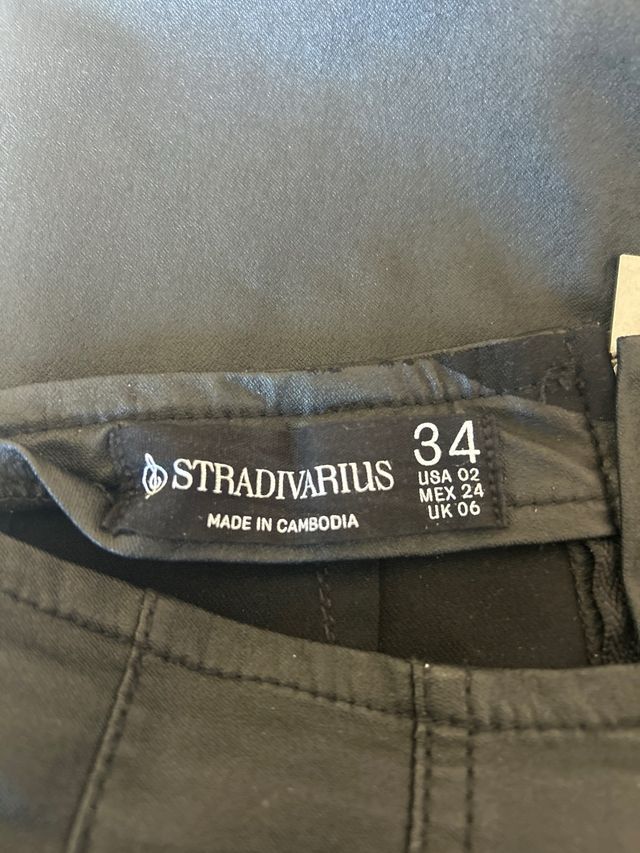 STRADIVARIUS
MADE IN CAMBODIA
34
USA 02
MEX 24
UK 06